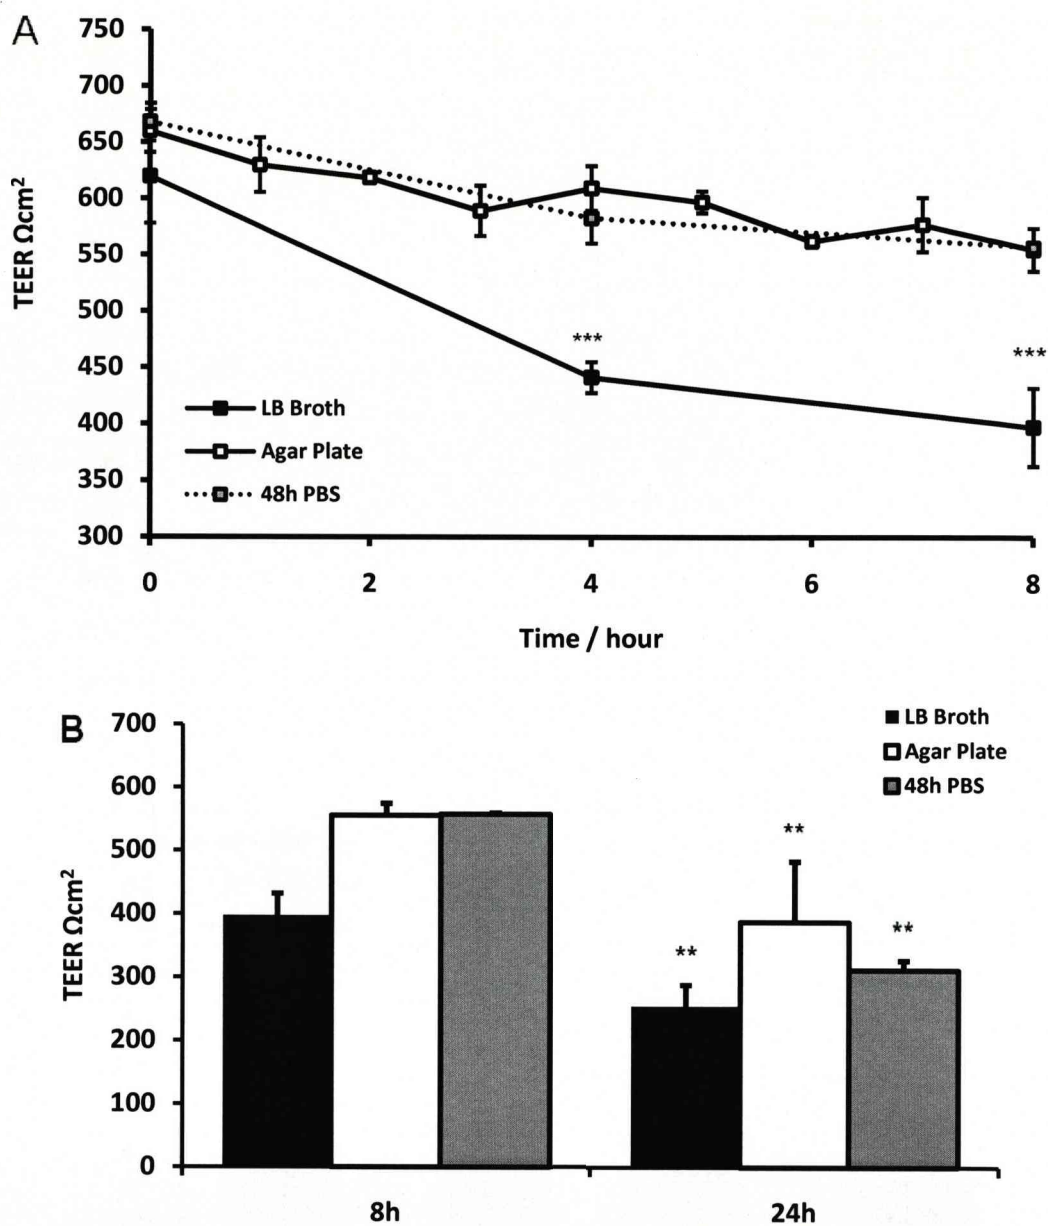 A
750
700
650
600
550
500
450
400
350
300
TEER Ωcm²
***
***
LB Broth
Agar Plate
48h PBS
0 2 4 6 8
Time / hour
B
700
600
500
400
300
200
100
0
TEER Ωcm²
LB Broth
Agar Plate
48h PBS
**
**
**
8h 24h